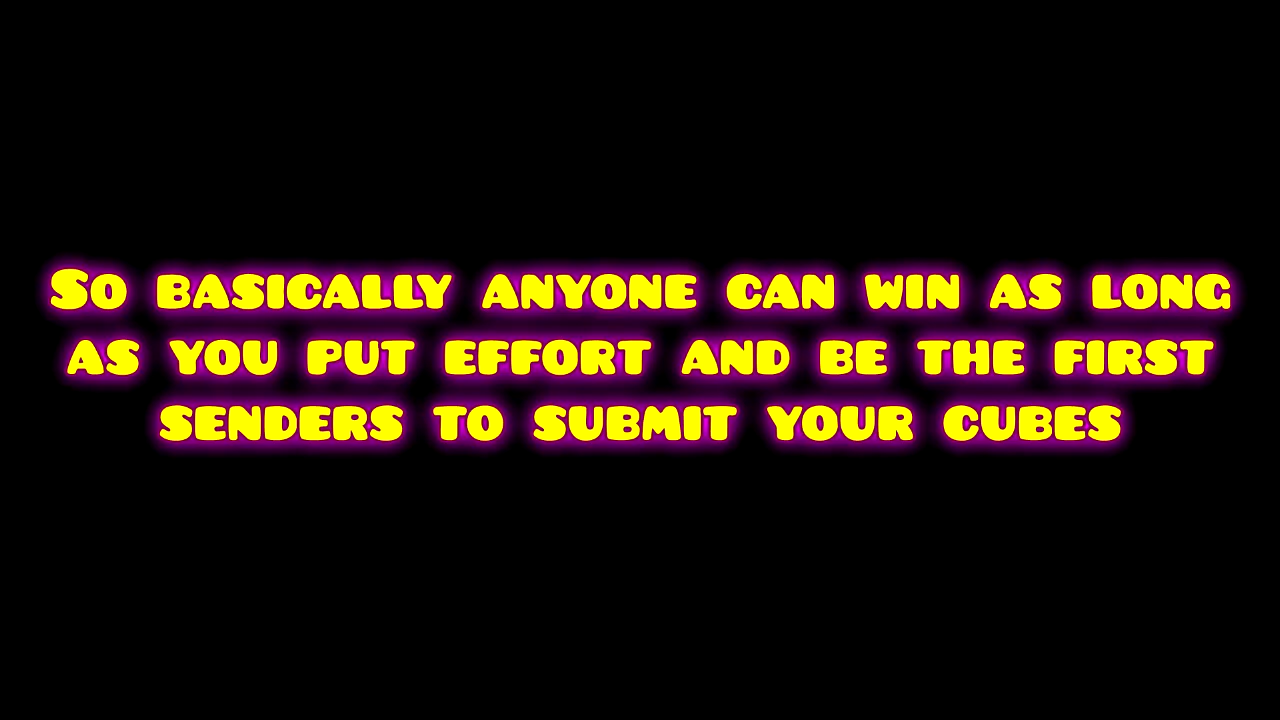 So basically anyone can win as long
as you put effort and be the first
senders to submit your cubes